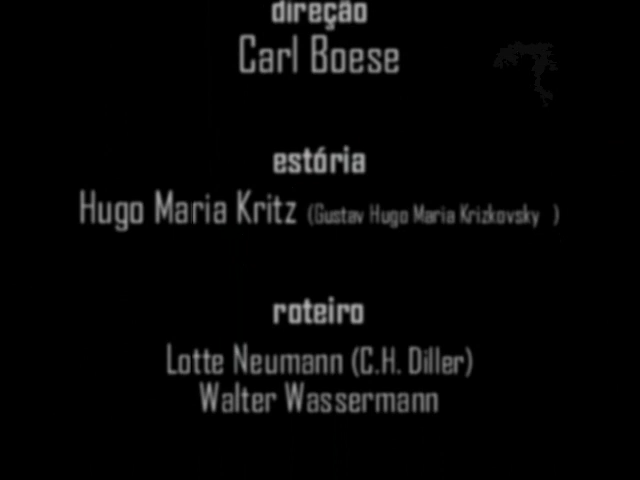 direção
Carl Boese
estória
Hugo Maria Kritz (Gustav Hugo Maria Krizkovsky )
roteiro
Lotte Neumann (C.H. Diller)
Walter Wassermann